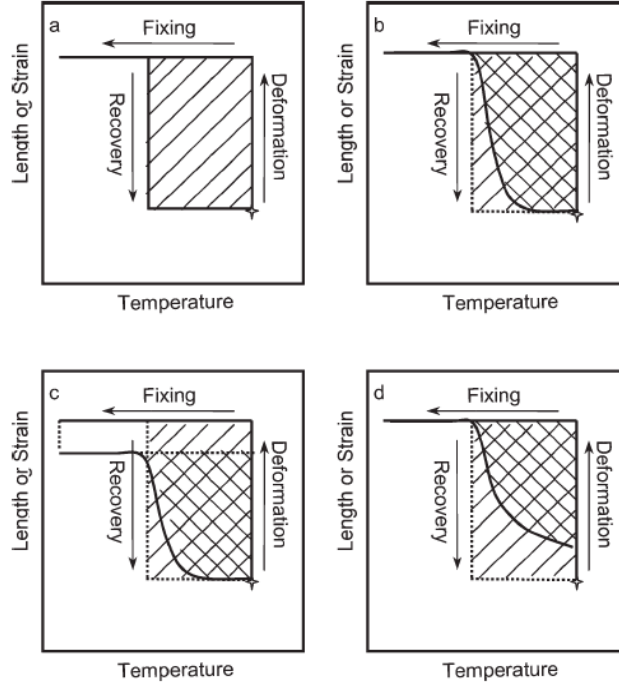 a
Fixing
Length or Strain
Recovery
Deformation
Temperature
b
Fixing
Length or Strain
Recovery
Deformation
Temperature
c
Fixing
Length or Strain
Recovery
Deformation
Temperature
d
Fixing
Length or Strain
Recovery
Deformation
Temperature